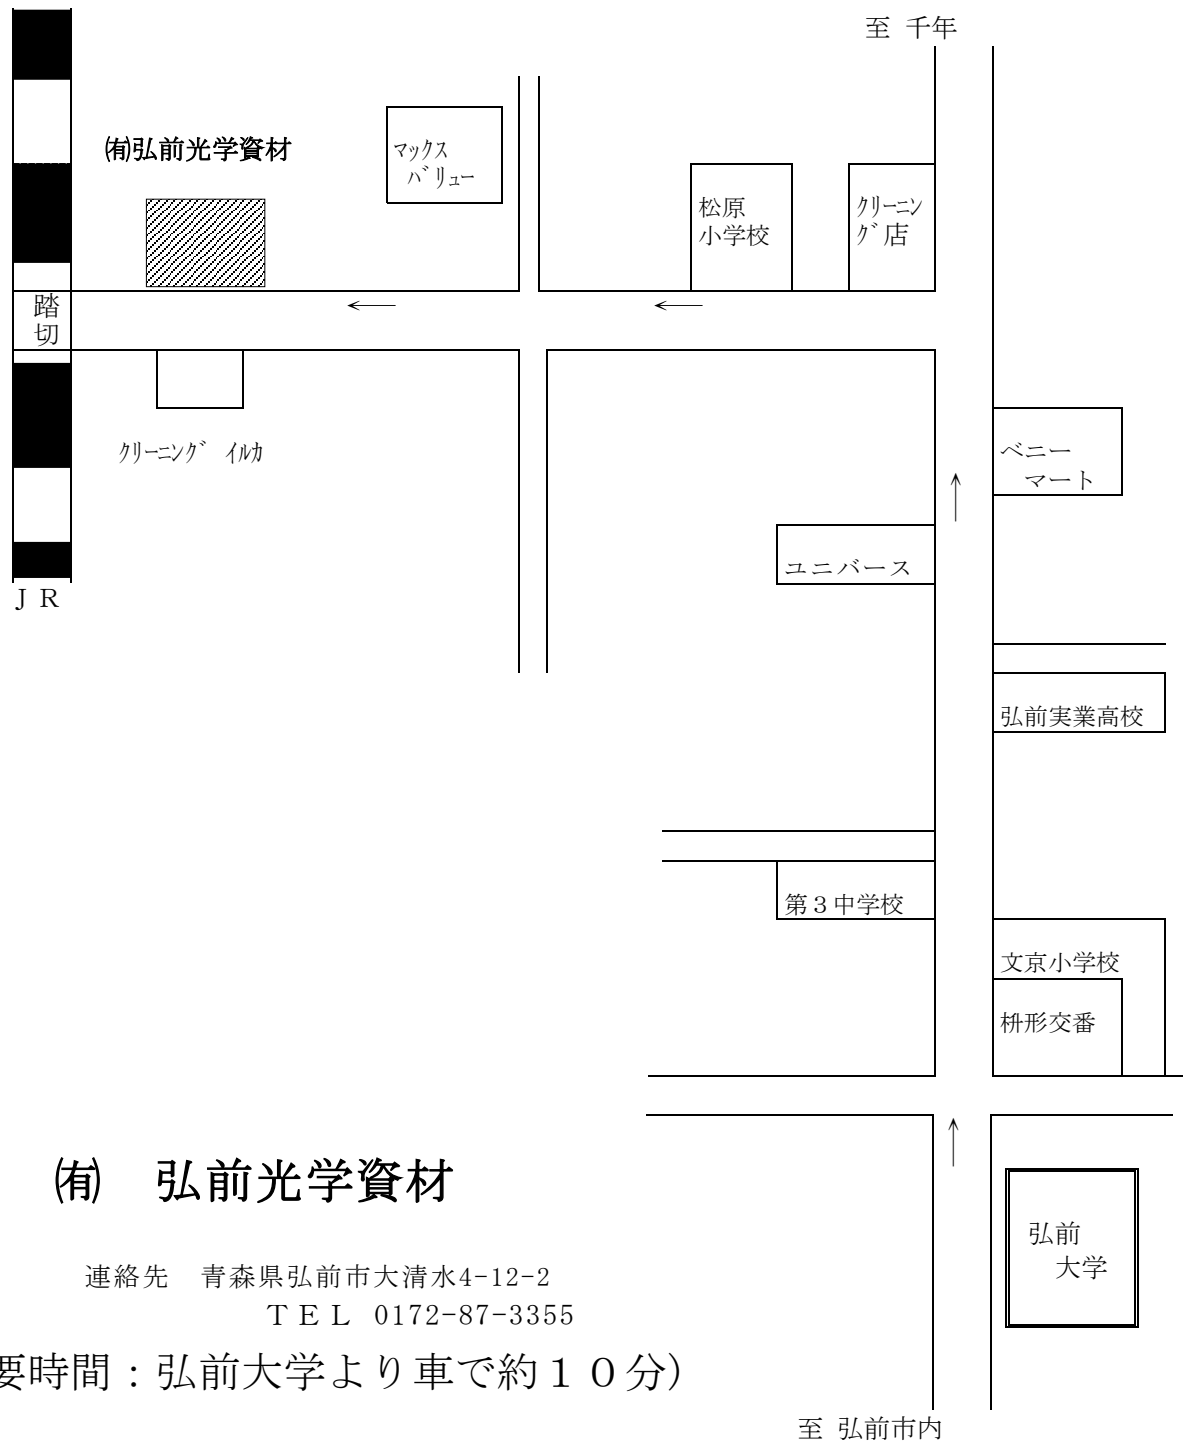 至 千年
㈲弘前光学資材
マックス
バリュー
松原
小学校
クリーニン
グ店
踏
切
クリーニング イルカ
ベニー
マート
ユニバース
ＪＲ
弘前実業高校
第３中学校
文京小学校
枡形交番
㈲　弘前光学資材
弘前
大学
連絡先　青森県弘前市大清水4-12-2
ＴＥＬ 0172-87-3355
要時間：弘前大学より車で約１０分）
至 弘前市内